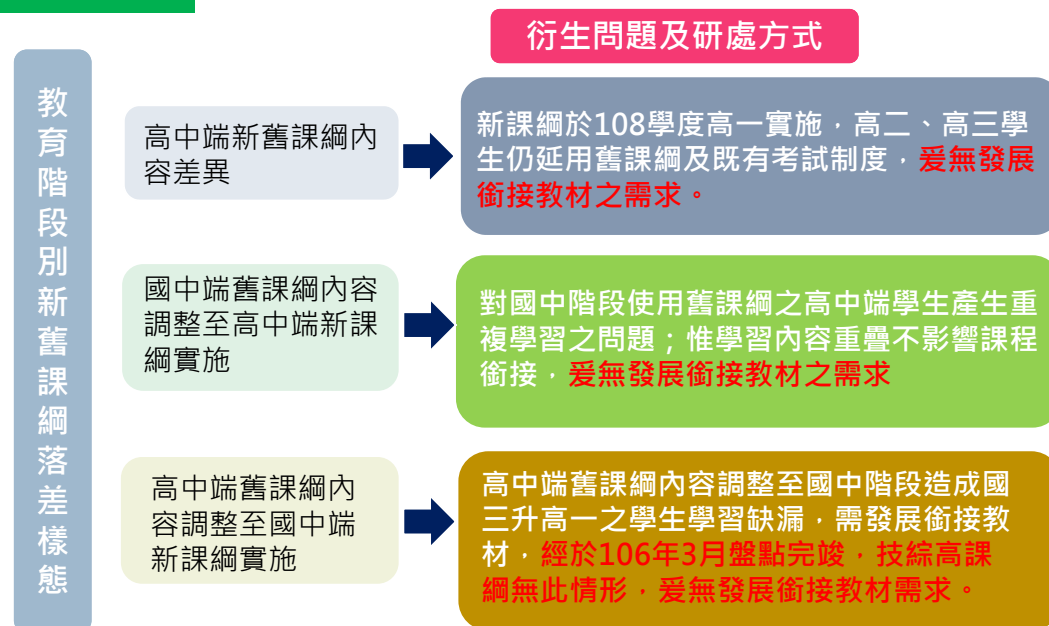 衍生問題及研處方式
教育階段別新舊課綱落差樣態
高中端新舊課綱內
容差異
新課綱於108學度高一實施，高二、高三學
生仍延用舊課綱及既有考試制度，爰無發展
銜接教材之需求。
國中端舊課綱內容
調整至高中端新課
綱實施
對國中階段使用舊課綱之高中端學生產生重
複學習之問題；惟學習內容重疊不影響課程
銜接，爰無發展銜接教材之需求
高中端舊課綱內
容調整至國中端
新課綱實施
高中端舊課綱內容調整至國中階段造成國
三升高一之學生學習缺漏，需發展銜接教
材，經於106年3月盤點完竣，技綜高課
綱無此情形，爰無發展銜接教材需求。